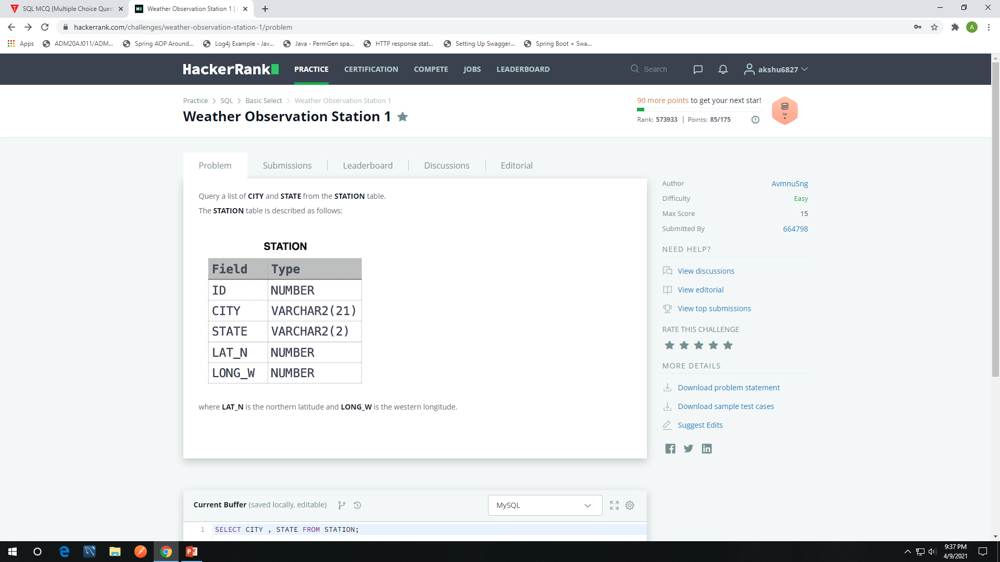 SQL MCQ (Multiple Choice Ques
Weather Observation Station 1 |
hackerrank.com/challenges/weather-observation-station-1/problem
A
Apps
ADM20AJ011/ADM...
Spring AOP Around...
Log4j Example - Jav...
Java - PermGen spa...
HTTP response stat...
Setting Up Swagger...
Spring Boot + Swa...
HackerRank
PRACTICE
CERTIFICATION
COMPETE
JOBS
LEADERBOARD
Search
akshu6827
Practice > SQL > Basic Select > Weather Observation Station 1
Weather Observation Station 1
90 more points to get your next star!
Rank: 573933 | Points: 85/175
Sql
Problem
Submissions
Leaderboard
Discussions
Editorial
Query a list of CITY and STATE from the STATION table.
The STATION table is described as follows:
STATION
Field Type
ID NUMBER
CITY VARCHAR2(21)
STATE VARCHAR2(2)
LAT_N NUMBER
LONG_W NUMBER
where LAT_N is the northern latitude and LONG_W is the western longitude.
Author AvmnuSng
Difficulty Easy
Max Score 15
Submitted By 664798
NEED HELP?
View discussions
View editorial
View top submissions
RATE THIS CHALLENGE
MORE DETAILS
Download problem statement
Download sample test cases
Suggest Edits
Current Buffer (saved locally, editable)
MySQL
1 SELECT CITY , STATE FROM STATION;
9:37 PM
4/9/2021